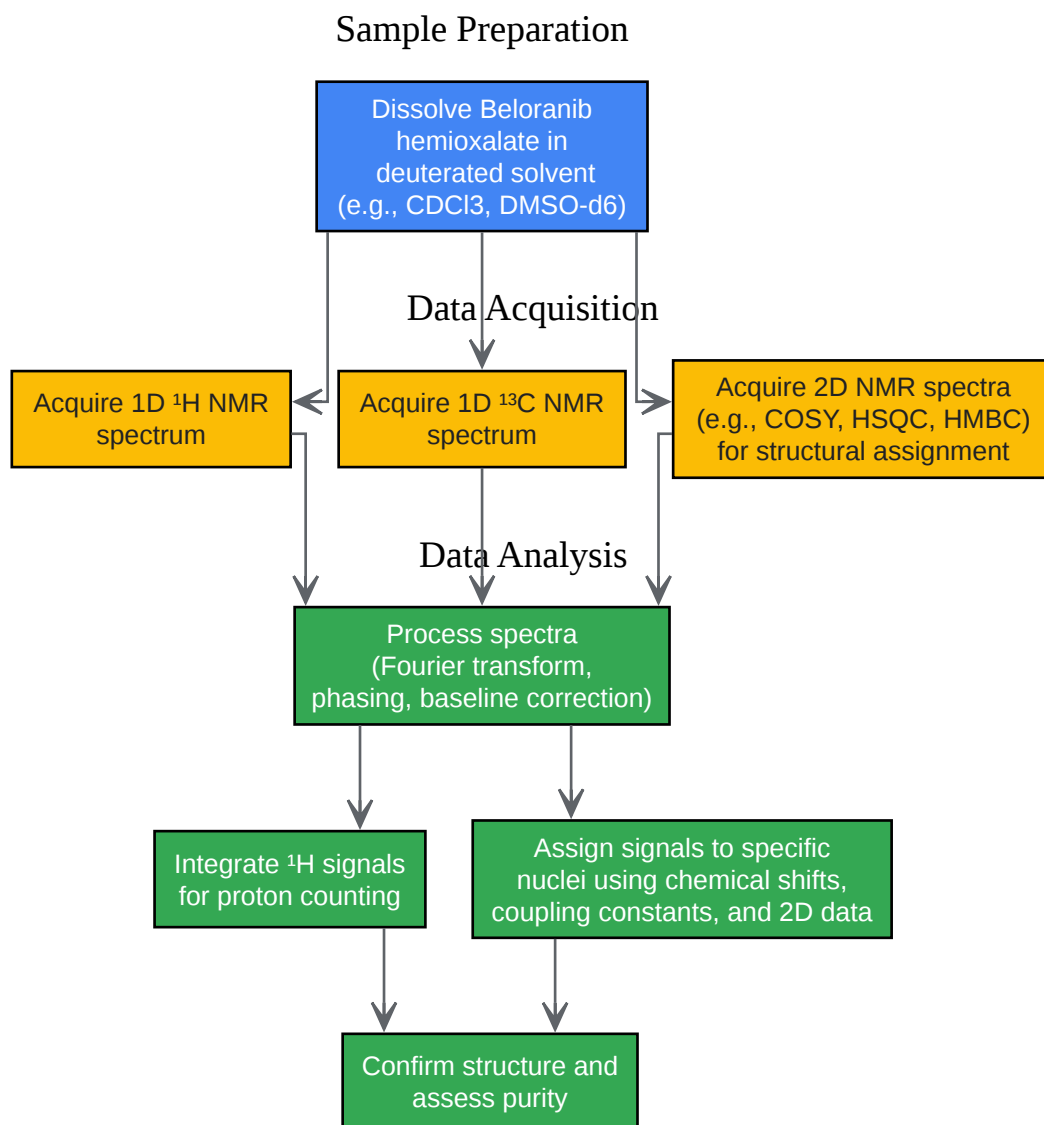 Sample Preparation
Dissolve Beloranib
hemioxalate in
deuterated solvent
(e.g., CDCl3, DMSO-d6)
Data Acquisition
Acquire 1D ¹H NMR
spectrum
Acquire 1D ¹³C NMR
spectrum
Acquire 2D NMR spectra
(e.g., COSY, HSQC, HMBC)
for structural assignment
Data Analysis
Process spectra
(Fourier transform,
phasing, baseline correction)
Integrate ¹H signals
for proton counting
Assign signals to specific
nuclei using chemical shifts,
coupling constants, and 2D data
Confirm structure and
assess purity